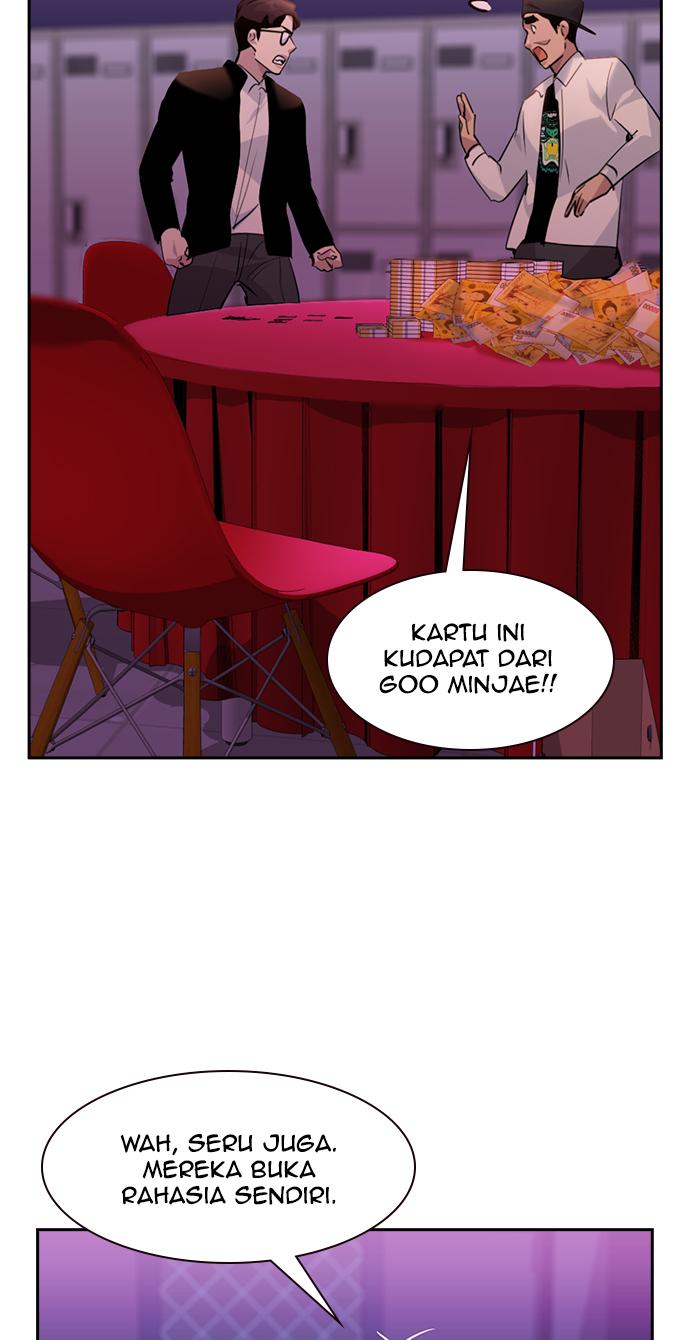 KARTU INI
KUDAPAT DARI
GOO MINJAE!!
WAH, SERU JUGA.
MEREKA BUKA
RAHASIA SENDIRI.